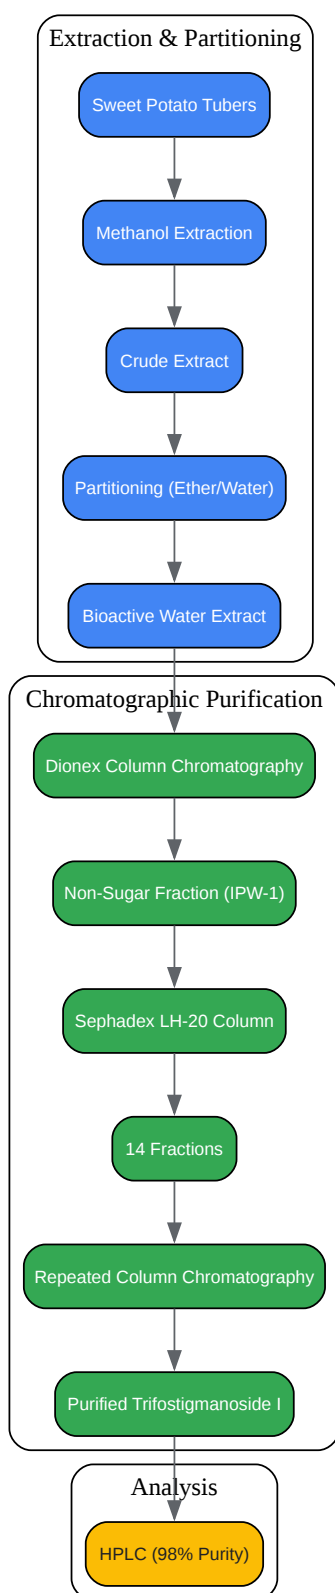 Extraction & Partitioning
Sweet Potato Tubers
Methanol Extraction
Crude Extract
Partitioning (Ether/Water)
Bioactive Water Extract
Chromatographic Purification
Dionex Column Chromatography
Non-Sugar Fraction (IPW-1)
Sephadex LH-20 Column
14 Fractions
Repeated Column Chromatography
Purified Trifostigmanoside I
Analysis
HPLC (98% Purity)